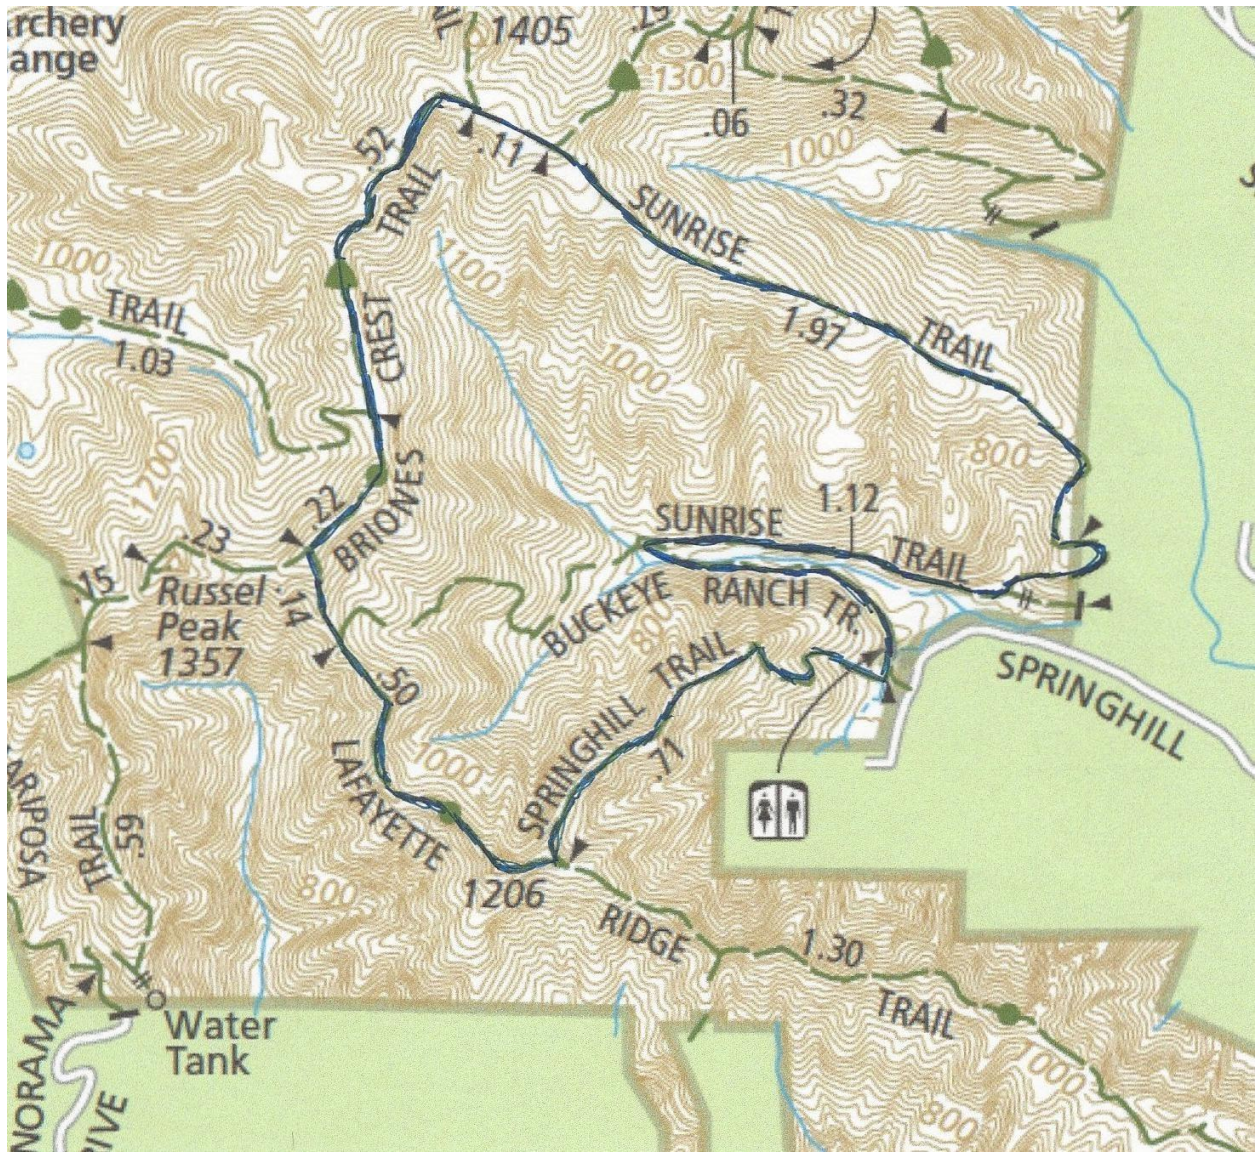 rchery
ange
1405
1300
.06
.32
1000
.52
.11
TRAIL
SUNRISE
1000
1100
TRAIL
1.03
CREST
1.97
TRAIL
1000
800
1200
.22
BRIONES
SUNRISE
1.12
TRAIL
.23
.15
Russel
Peak
1357
.14
BUCKEYE
RANCH TR.
800
SPRINGHILL
.50
SPRINGHILL TRAIL
.71
LAFAYETTE
1000
ARIPOSA
TRAIL
.59
800
1206
RIDGE
1.30
TRAIL
1000
800
NORAMA
Water
Tank